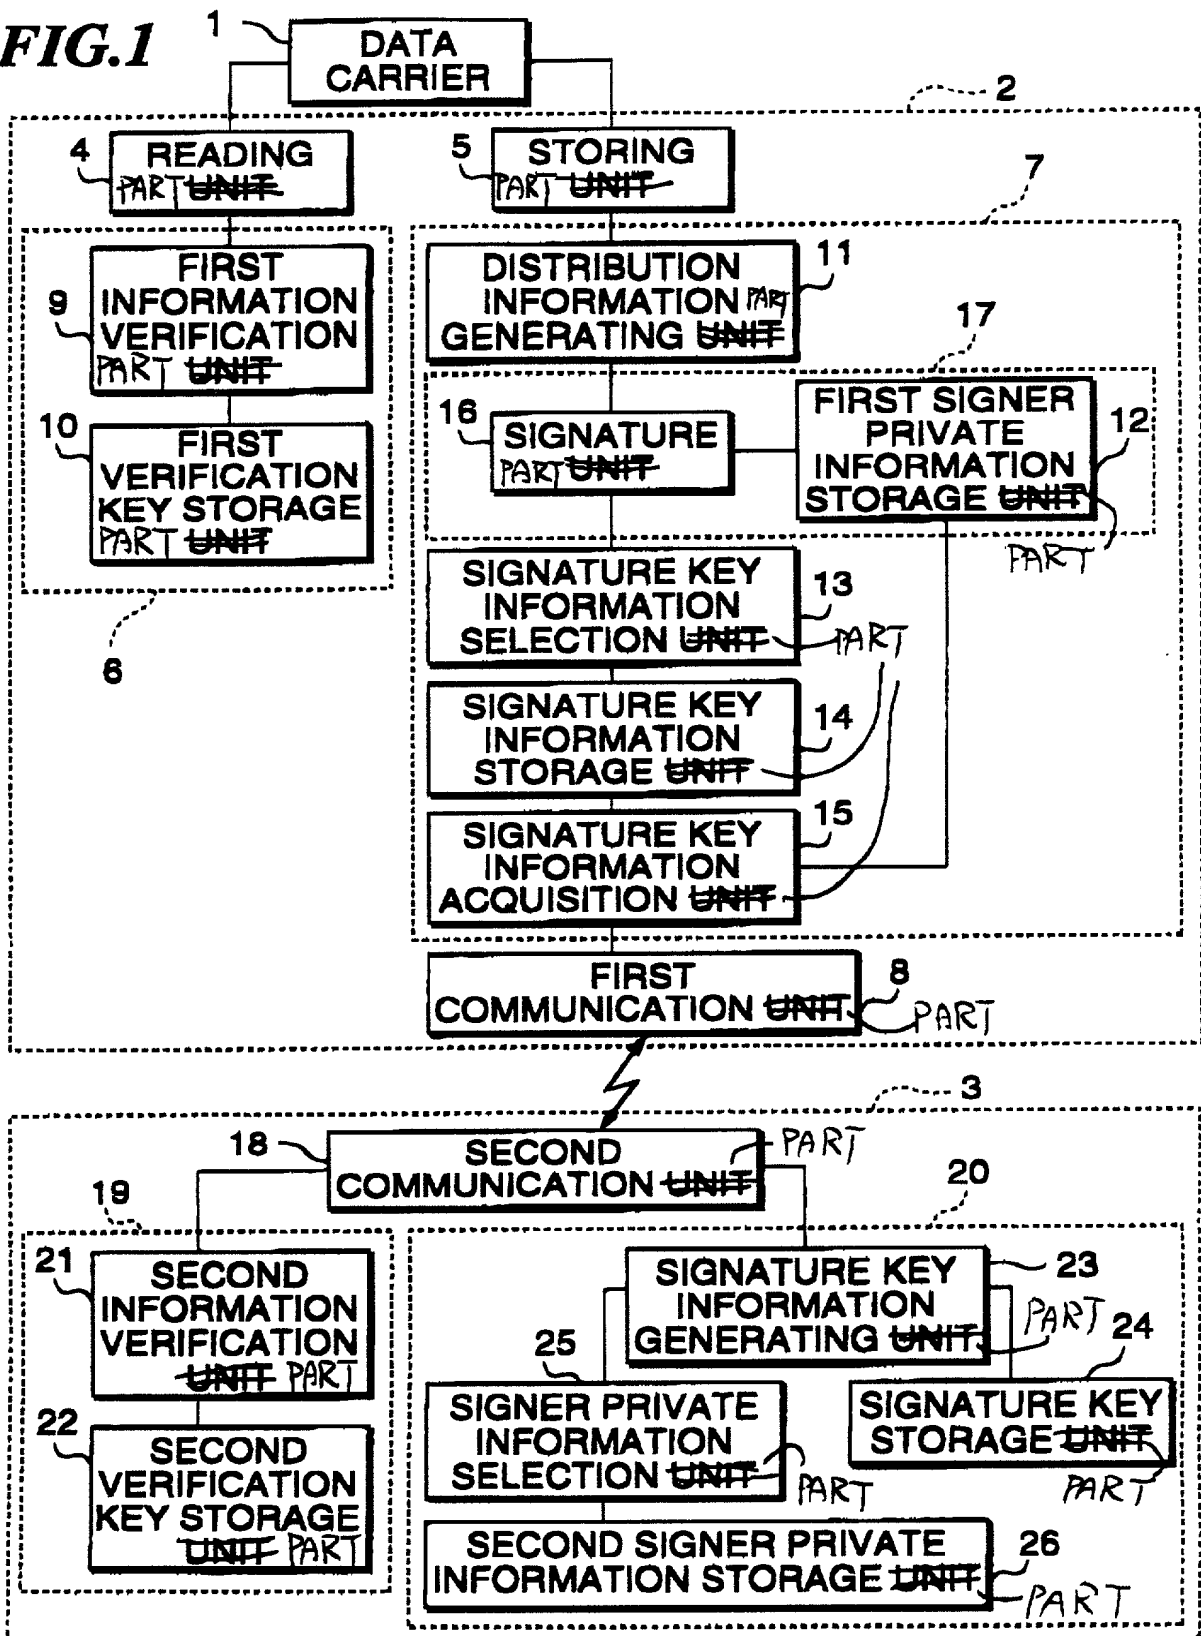 FIG.1
1
DATA
CARRIER
2
4
READING
PART UNIT
5
STORING
PART UNIT
7
9
FIRST
INFORMATION
VERIFICATION
PART UNIT
10
FIRST
VERIFICATION
KEY STORAGE
PART UNIT
6
DISTRIBUTION
INFORMATION PART
GENERATING UNIT
11
17
16
SIGNATURE
PART UNIT
FIRST SIGNER
PRIVATE
INFORMATION
STORAGE UNIT
12
PART
SIGNATURE KEY
INFORMATION
SELECTION UNIT
13
PART
SIGNATURE KEY
INFORMATION
STORAGE UNIT
14
SIGNATURE KEY
INFORMATION
ACQUISITION UNIT
15
FIRST
COMMUNICATION UNIT
8
PART
3
18
SECOND
COMMUNICATION UNIT
PART
19
21
SECOND
INFORMATION
VERIFICATION
UNIT PART
22
SECOND
VERIFICATION
KEY STORAGE
UNIT PART
20
SIGNATURE KEY
INFORMATION
GENERATING UNIT
23
PART
24
SIGNATURE KEY
STORAGE UNIT
PART
25
SIGNER PRIVATE
INFORMATION
SELECTION UNIT
PART
SECOND SIGNER PRIVATE
INFORMATION STORAGE UNIT
26
PART